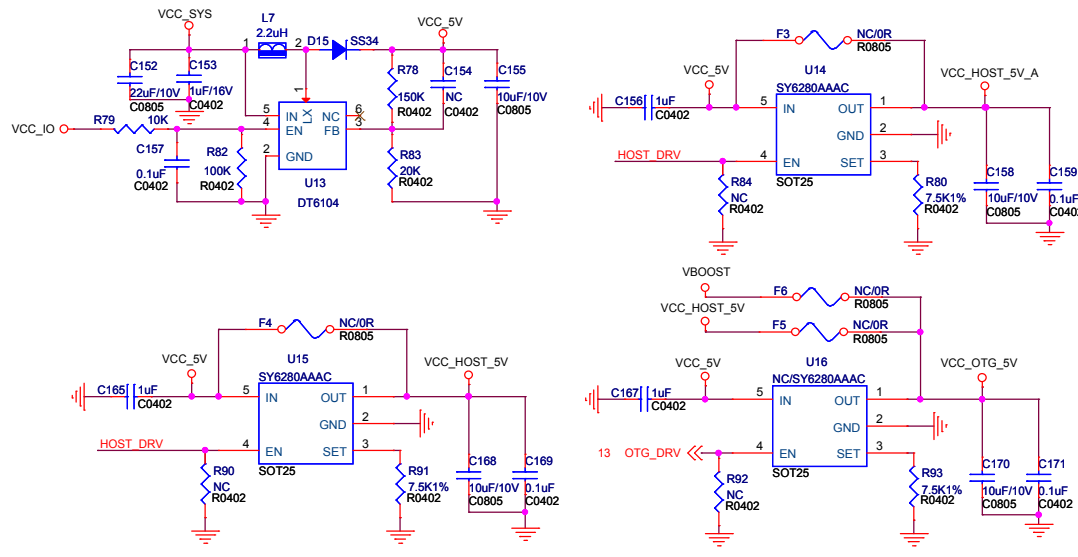 VCC_SYS
L7
2.2uH
1
2
D15
SS34
VCC_5V
C152
22uF/10V
C0805
C153
1uF/16V
C0402
R78
150K
R0402
C154
NC
C0402
C155
10uF/10V
C0805
VCC_IO
R79
10K
1
5
4
2
IN
EN
GND
LX
NC
FB
6
3
U13
DT6104
C157
0.1uF
C0402
R82
100K
R0402
R83
20K
R0402
F3
NC/0R
R0805
U14
SY6280AAAC
VCC_5V
VCC_HOST_5V_A
C156
1uF
C0402
5
IN
OUT
1
GND
2
HOST_DRV
4
EN
SET
3
SOT25
R84
NC
R0402
R80
7.5K1%
R0402
C158
10uF/10V
C0805
C159
0.1uF
C0402
F4
NC/0R
R0805
U15
SY6280AAAC
VCC_5V
VCC_HOST_5V
C165
1uF
C0402
5
IN
OUT
1
GND
2
HOST_DRV
4
EN
SET
3
SOT25
R90
NC
R0402
R91
7.5K1%
R0402
C168
10uF/10V
C0805
C169
0.1uF
C0402
VBOOST
F6
NC/0R
R0805
VCC_HOST_5V
F5
NC/0R
R0805
U16
NC/SY6280AAAC
VCC_5V
VCC_OTG_5V
C167
1uF
C0402
5
IN
OUT
1
GND
2
13 OTG_DRV
4
EN
SET
3
SOT25
R92
NC
R0402
R93
7.5K1%
R0402
C170
10uF/10V
C0805
C171
0.1uF
C0402